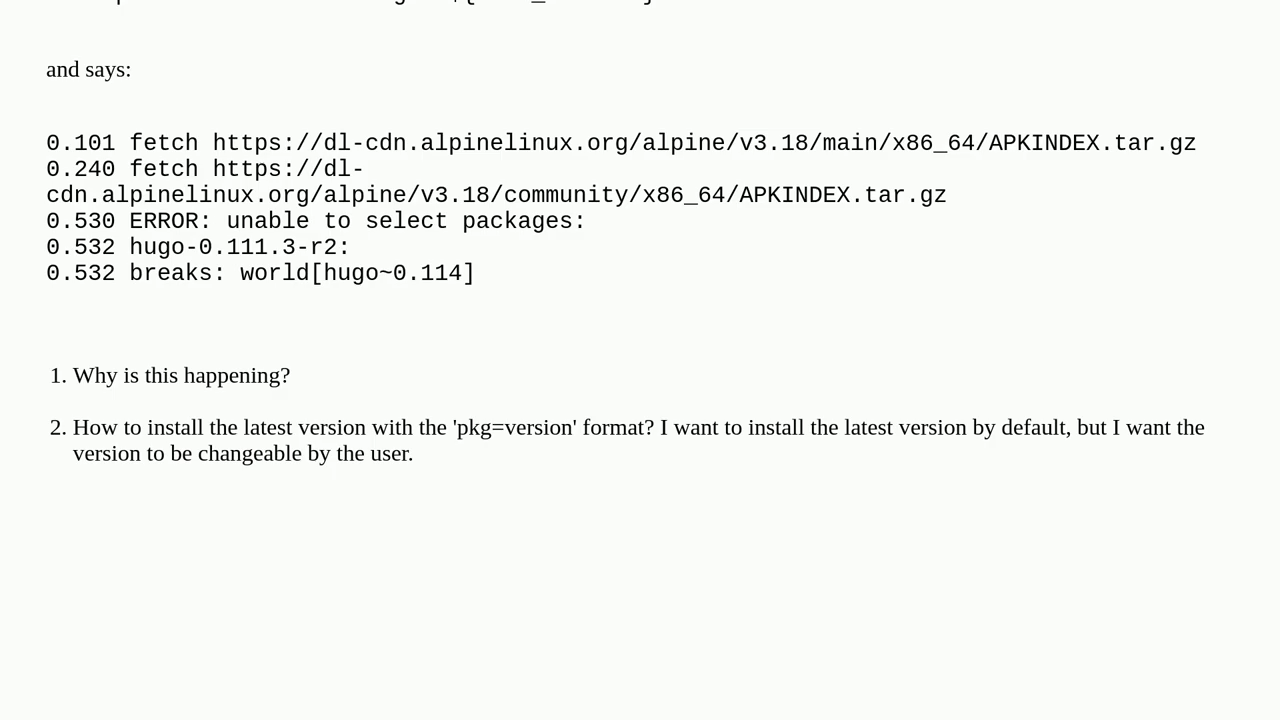 and says:
0.101 fetch https://dl-cdn.alpinelinux.org/alpine/v3.18/main/x86_64/APKINDEX.tar.gz
0.240 fetch https://dl-
cdn.alpinelinux.org/alpine/v3.18/community/x86_64/APKINDEX.tar.gz
0.530 ERROR: unable to select packages:
0.532 hugo-0.111.3-r2:
0.532 breaks: world[hugo~0.114]
1. Why is this happening?
2. How to install the latest version with the 'pkg=version' format? I want to install the latest version by default, but I want the
version to be changeable by the user.